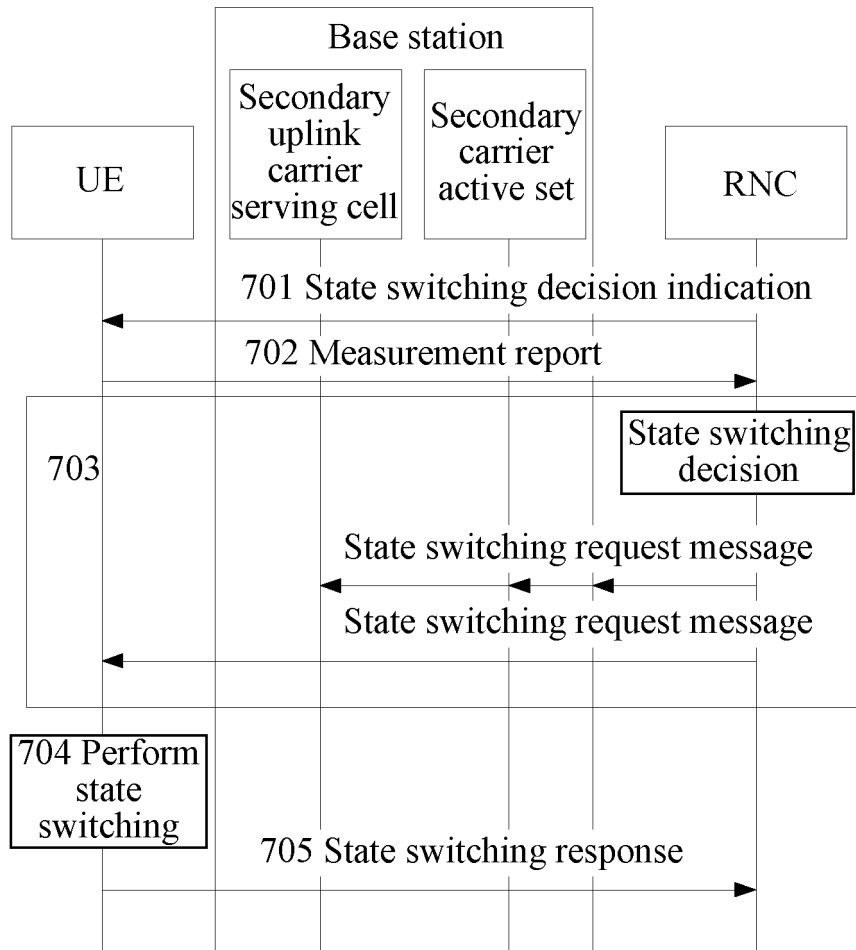 Base station
Secondary
uplink
carrier
serving cell
Secondary
carrier
active set
UE
RNC
701 State switching decision indication
702 Measurement report
703
State switching
decision
State switching request message
State switching request message
704 Perform
state
switching
705 State switching response